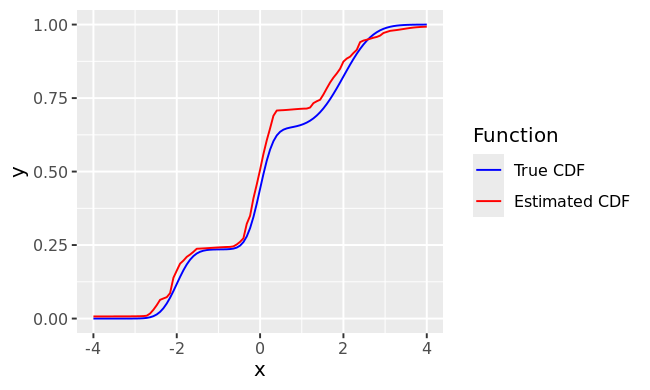 1.00
0.75
0.50
0.25
0.00
y
-4 -2 0 2 4
x
Function
True CDF
Estimated CDF